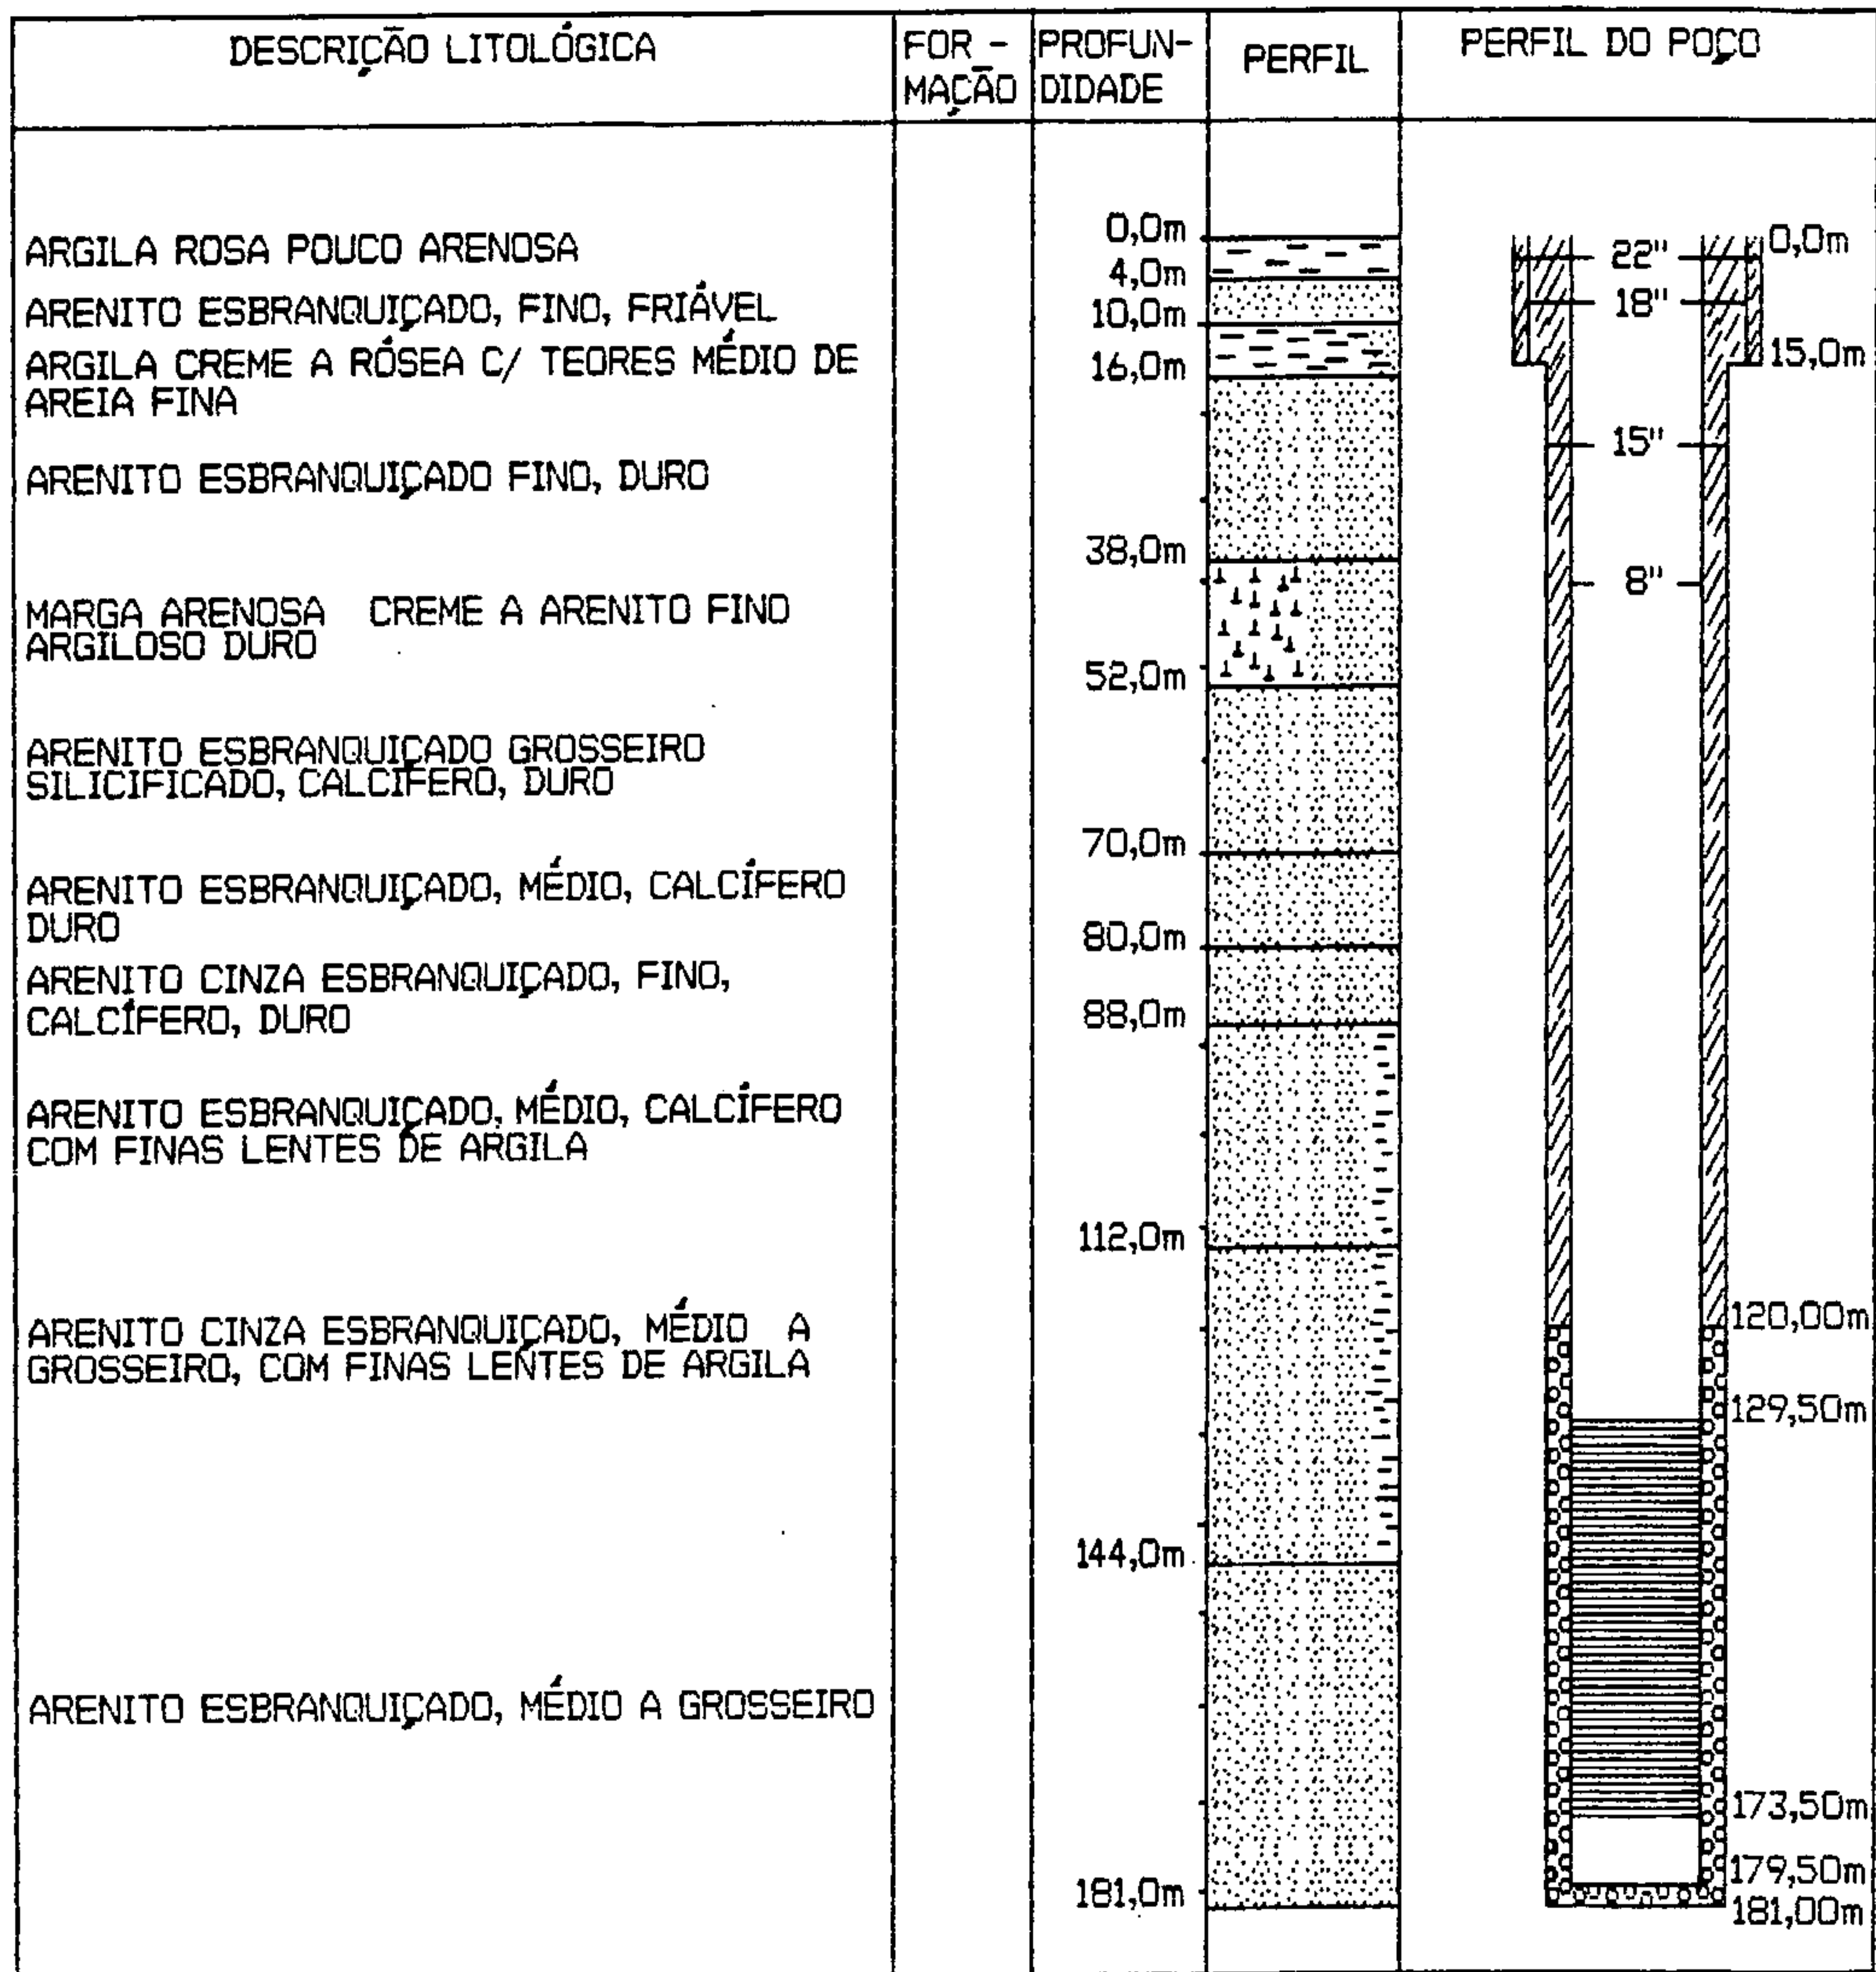 DESCRIÇÃO LITOLÓGICA
FOR -
MAÇÃO
PROFUN-
DIDADE
PERFIL
PERFIL DO POÇO
ARGILA ROSA POUCO ARENOSA
ARENITO ESBRANQUIÇADO, FINO, FRIÁVEL
ARGILA CREME A RÓSEA C/ TEORES MÉDIO DE
AREIA FINA
ARENITO ESBRANQUIÇADO FINO, DURO
MARGA ARENOSA CREME A ARENITO FINO
ARGILOSO DURO
ARENITO ESBRANQUIÇADO GROSSEIRO
SILICIFICADO, CALCÍFERO, DURO
ARENITO ESBRANQUIÇADO, MÉDIO, CALCÍFERO
DURO
ARENITO CINZA ESBRANQUIÇADO, FINO,
CALCÍFERO, DURO
ARENITO ESBRANQUIÇADO, MÉDIO, CALCÍFERO
COM FINAS LENTES DE ARGILA
ARENITO CINZA ESBRANQUIÇADO, MÉDIO A
GROSSEIRO, COM FINAS LENTES DE ARGILA
ARENITO ESBRANQUIÇADO, MÉDIO A GROSSEIRO
0,0m
4,0m
10,0m
16,0m
38,0m
52,0m
70,0m
80,0m
88,0m
112,0m
144,0m
181,0m
22"
18"
15"
8"
0,0m
15,0m
120,00m
129,50m
173,50m
179,50m
181,00m